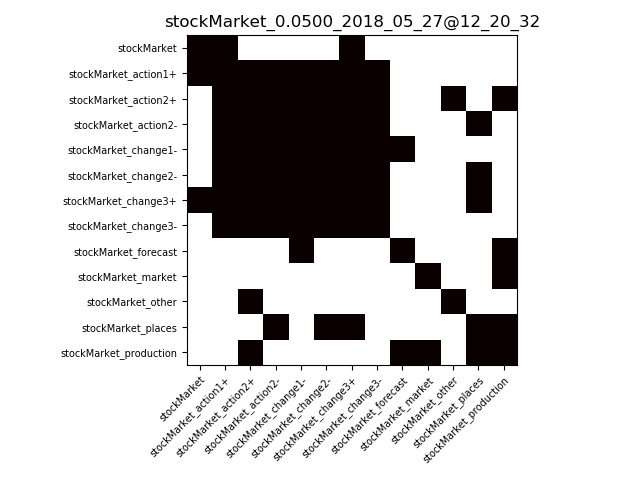 stockMarket_0.0500_2018_05_27@12_20_32
stockMarket
stockMarket_action1+
stockMarket_action2+
stockMarket_action2-
stockMarket_change1-
stockMarket_change2-
stockMarket_change3+
stockMarket_change3-
stockMarket_forecast
stockMarket_market
stockMarket_other
stockMarket_places
stockMarket_production
stockMarket
stockMarket_action1+
stockMarket_action2+
stockMarket_action2-
stockMarket_change1-
stockMarket_change2-
stockMarket_change3+
stockMarket_change3-
stockMarket_forecast
stockMarket_market
stockMarket_other
stockMarket_places
stockMarket_production